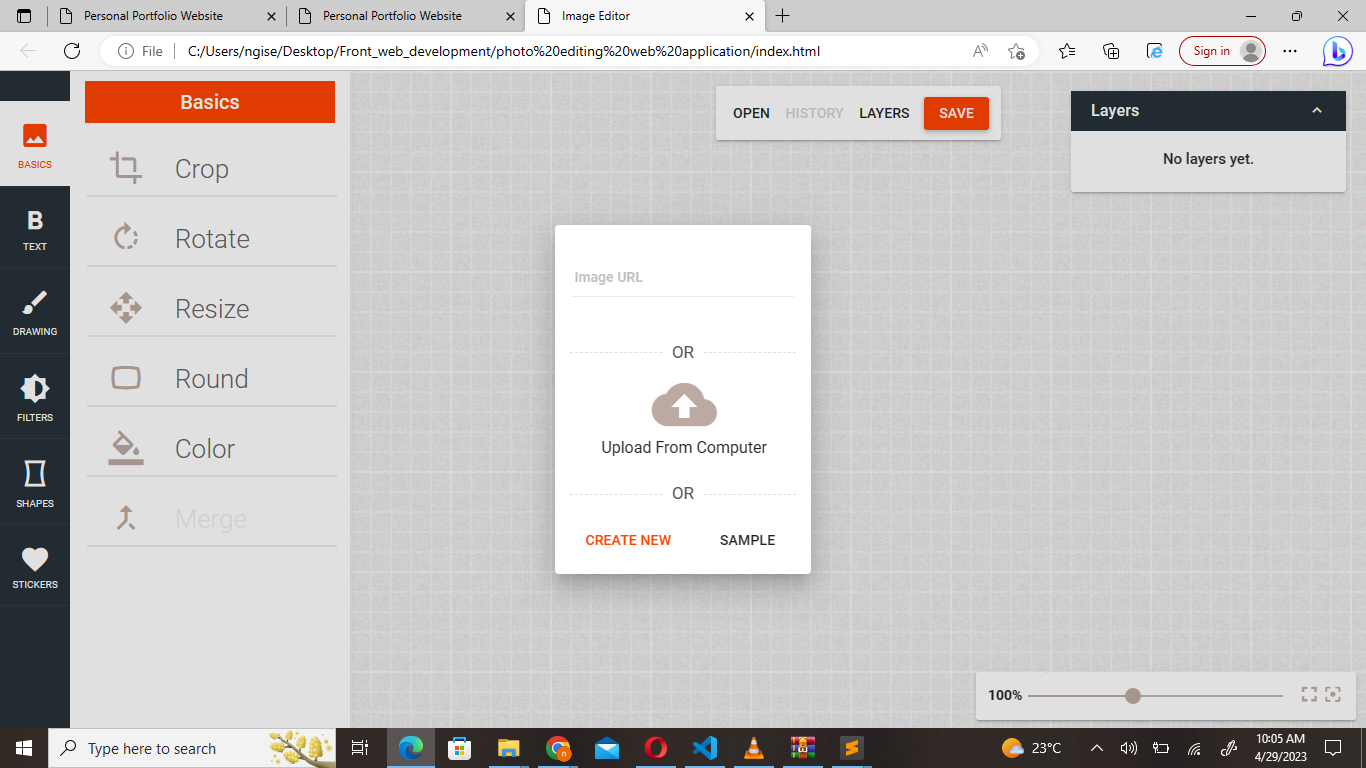 Personal Portfolio Website
Personal Portfolio Website
Image Editor
File
C:/Users/ngise/Desktop/Front_web_development/photo%20editing%20web%20application/index.html
Sign in
BASICS
TEXT
DRAWING
FILTERS
SHAPES
STICKERS
Basics
Crop
Rotate
Resize
Round
Color
Merge
OPEN HISTORY LAYERS SAVE
Layers
No layers yet.
Image URL
OR
Upload From Computer
OR
CREATE NEW SAMPLE
100%
Type here to search
23°C
10:05 AM
4/29/2023